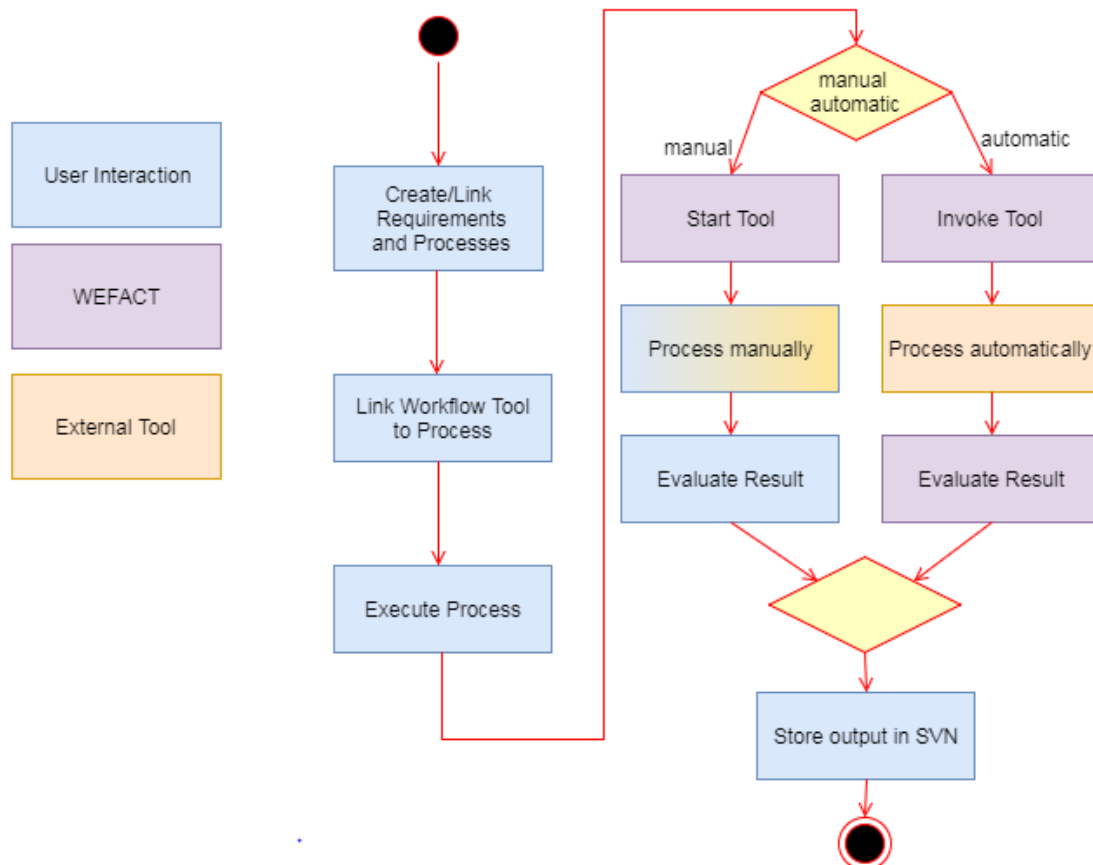 User Interaction
WEFACT
External Tool
Create/Link
Requirements
and Processes
Link Workflow Tool
to Process
Execute Process
manual
automatic
manual
automatic
Start Tool
Invoke Tool
Process manually
Process automatically
Evaluate Result
Evaluate Result
Store output in SVN